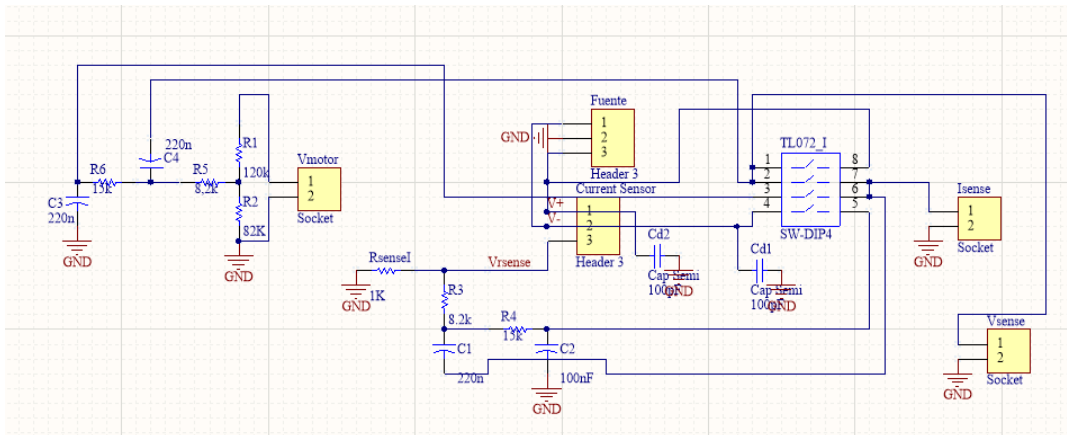 Fuente
1
2
3
GND
Header 3
Current Sensor
V+
V-
1
2
3
Header 3
TL072_I
1
2
3
4
8
7
6
5
SW-DIP4
220n
C4
R6
15k
R5
8,2k
R1
120k
R2
82K
C3
220n
GND
GND
Vmotor
1
2
Socket
Isense
1
2
Socket
GND
Cd2
Cap Semi
100pF
GND
Cd1
Cap Semi
100pF
GND
RsenseI
1K
GND
Vrsense
R3
8.2k
R4
15k
C1
220n
C2
100nF
GND
Vsense
1
2
Socket
GND